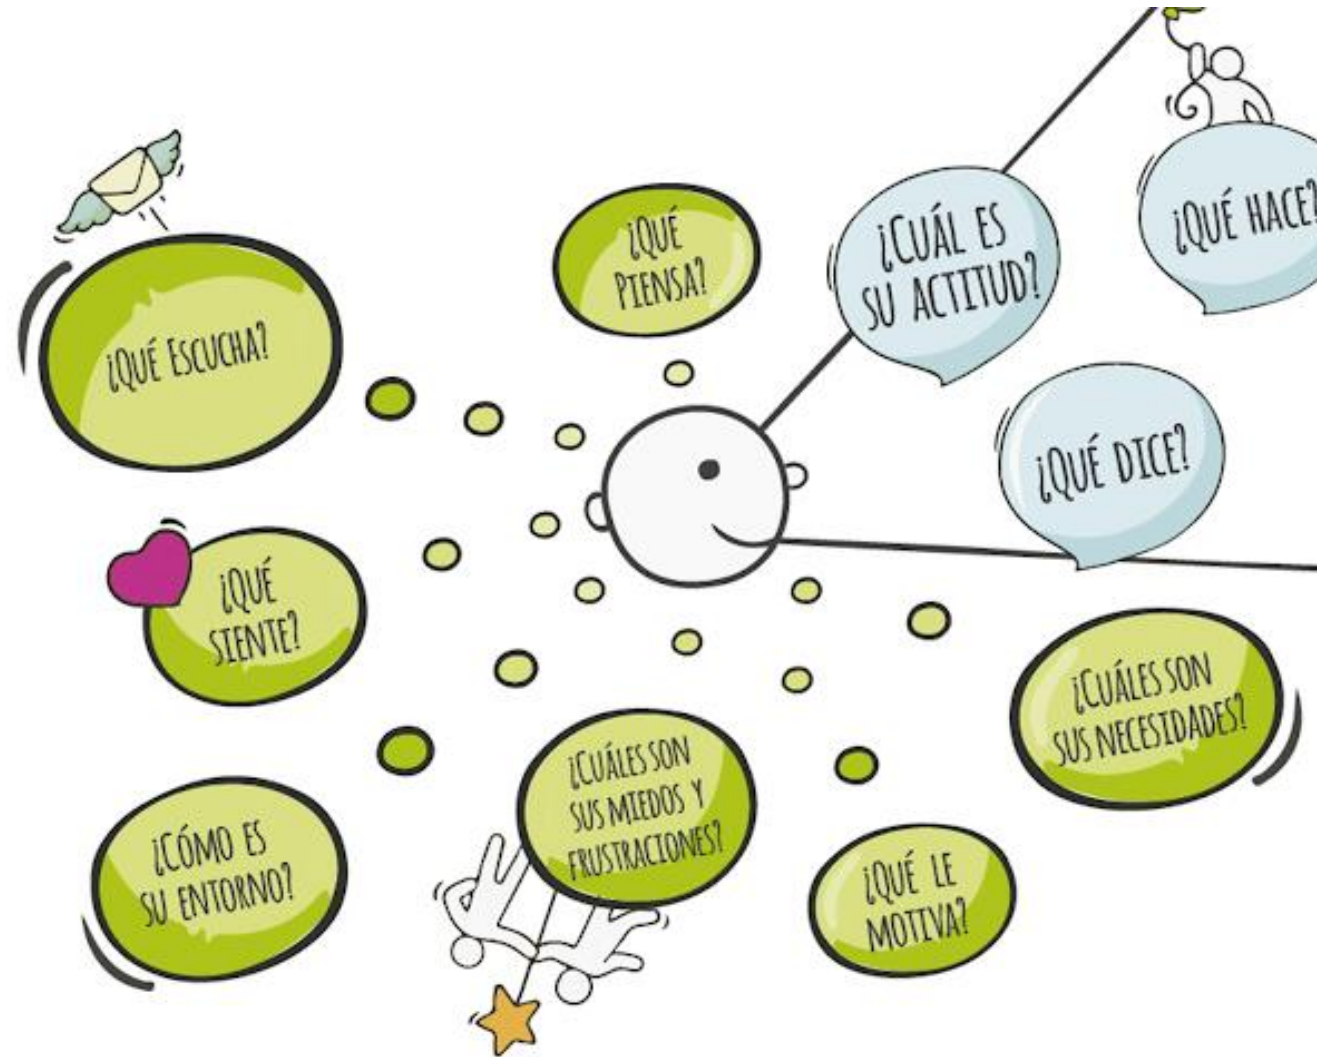 ¿QUÉ
PIENSA?
¿CUÁL ES
SU ACTITUD?
¿QUÉ HACE?
¿QUÉ ESCUCHA?
¿QUÉ DICE?
¿QUÉ
SIENTE?
¿CUÁLES SON
SUS NECESIDADES?
¿CUÁLES SON
SUS MIEDOS Y
FRUSTRACIONES?
¿CÓMO ES
SU ENTORNO?
¿QUÉ LE
MOTIVA?